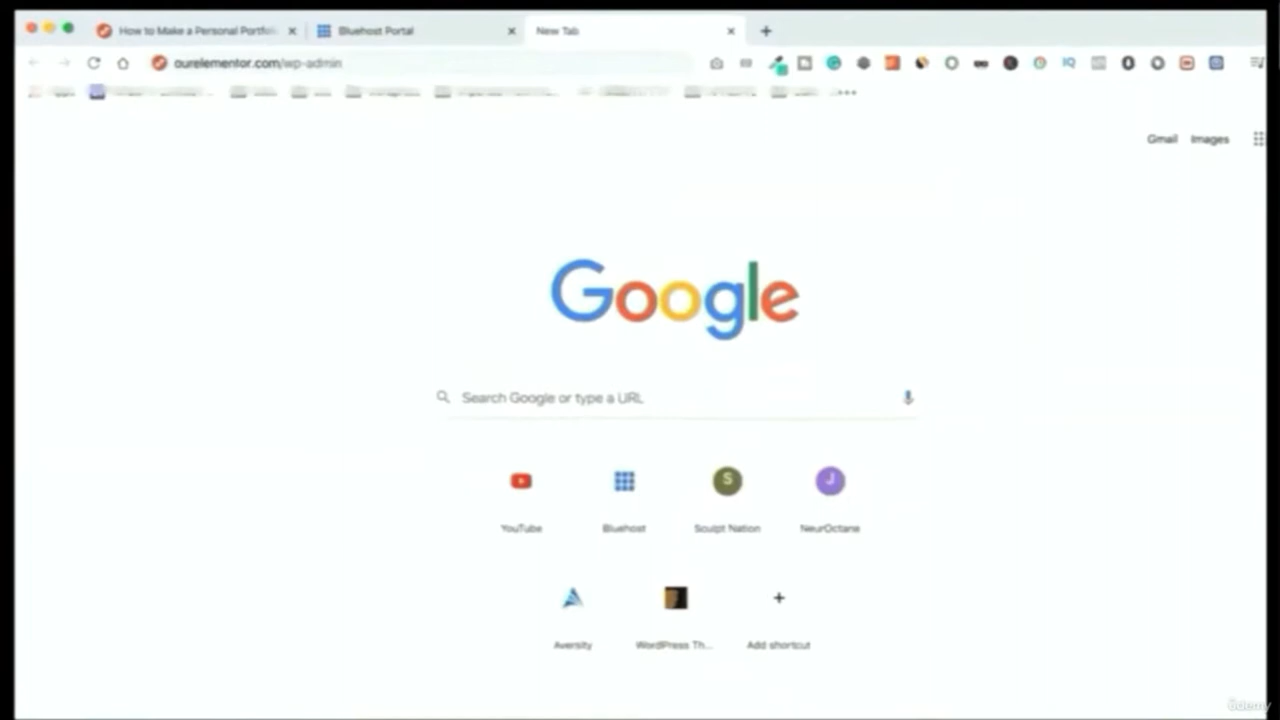 How to Make a Personal Portfoli
Bluehost Portal
New Tab
ourelementor.com/wp-admin
Gmail Images
Google
Search Google or type a URL
YouTube Bluehost Sculpt Nation NeurOctane
S J
Aversity WordPress Th... Add shortcut
ûdemy